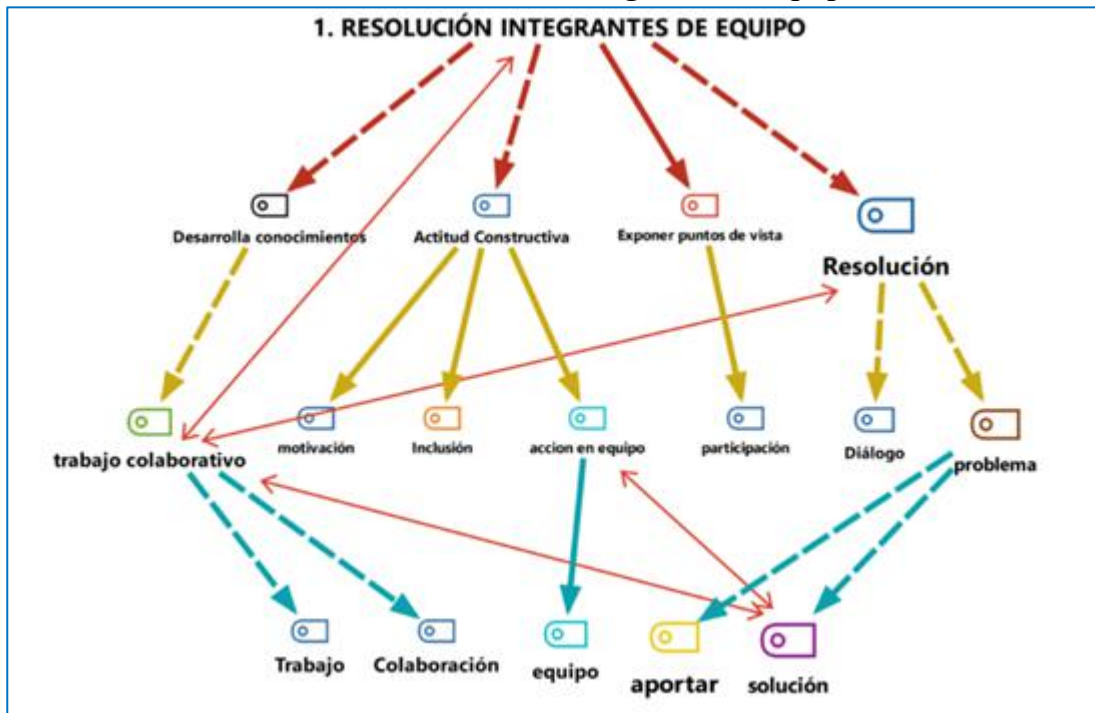 1. RESOLUCIÓN INTEGRANTES DE EQUIPO
Desarrolla conocimientos
Actitud Constructiva
Exponer puntos de vista
Resolución
trabajo colaborativo
motivación
Inclusión
accion en equipo
participación
Diálogo
problema
Trabajo
Colaboración
equipo
aportar
solución